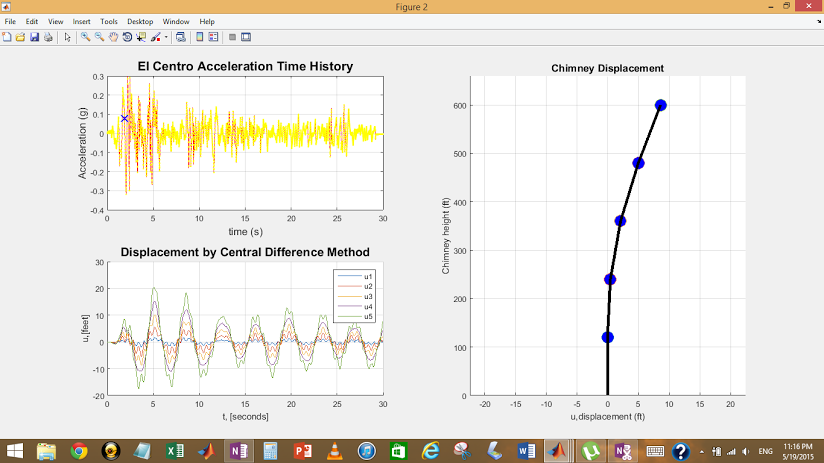 Figure 2
File Edit View Insert Tools Desktop Window Help
El Centro Acceleration Time History
Acceleration (g)
0.3
0.2
0.1
0
-0.1
-0.2
-0.3
-0.4
0 5 10 15 20 25 30
time (s)
Displacement by Central Difference Method
u,[feet]
30
20
10
0
-10
-20
u1
u2
u3
u4
u5
0 5 10 15 20 25 30
t, [seconds]
Chimney Displacement
Chimney height (ft)
600
500
400
300
200
100
0
-20 -15 -10 -5 0 5 10 15 20
u,displacement (ft)
ENG
11:16 PM
5/19/2015